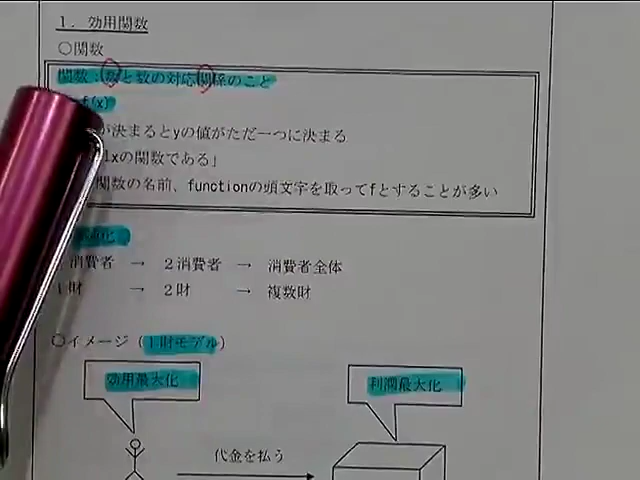 1. 効用関数
○関数
関数:数と数の対応関係のこと
f(x)
が決まるとyの値がただ一つに決まる
はxの関数である」
関数の名前、functionの頭文字を取ってfとすることが多い
消費者 → 2消費者 → 消費者全体
1財 → 2財 → 複数財
○イメージ(1財モデル)
効用最大化 利潤最大化
代金を払う